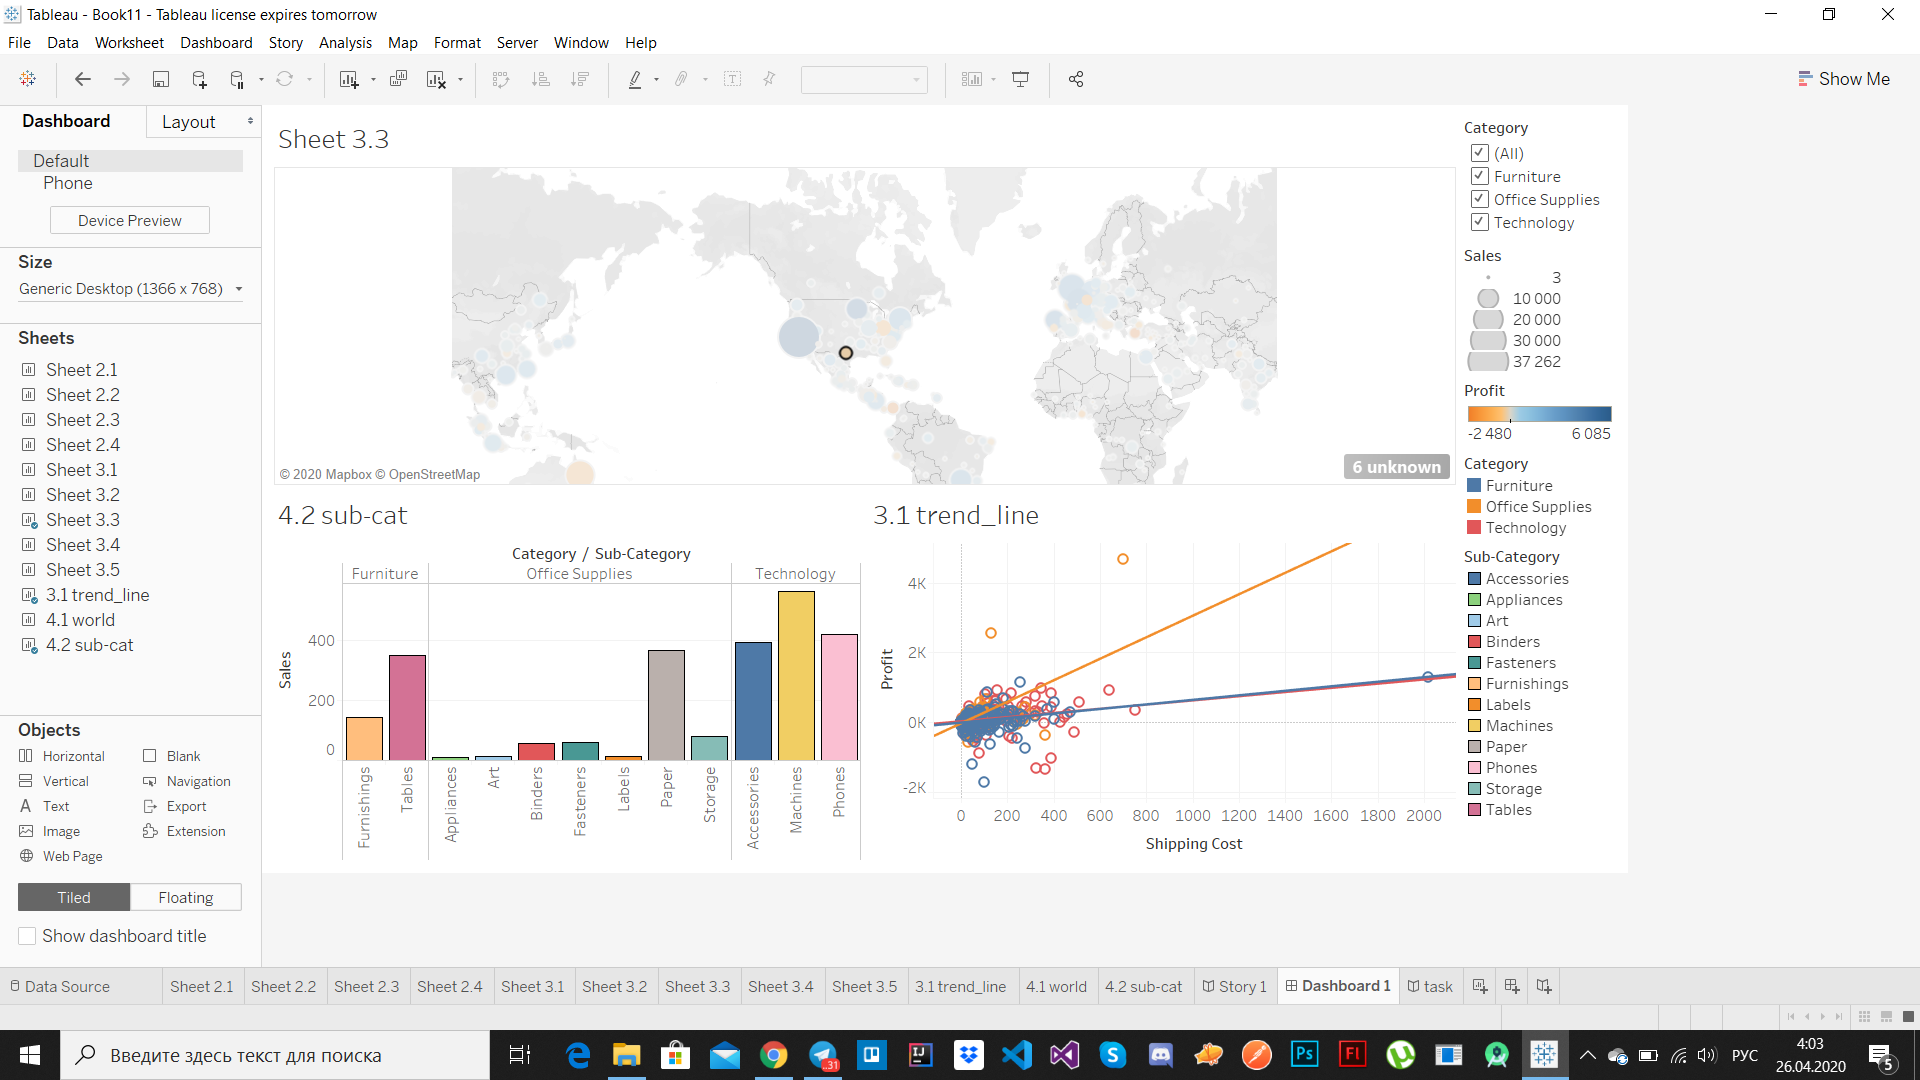 Tableau - Book11 - Tableau license expires tomorrow
File Data Worksheet Dashboard Story Analysis Map Format Server Window Help
Show Me
Dashboard
Layout
Default
Phone
Device Preview
Size
Generic Desktop (1366 x 768)
Sheets
Sheet 2.1
Sheet 2.2
Sheet 2.3
Sheet 2.4
Sheet 3.1
Sheet 3.2
Sheet 3.3
Sheet 3.4
Sheet 3.5
3.1 trend_line
4.1 world
4.2 sub-cat
Objects
Horizontal Blank
Vertical Navigation
Text Export
Image Extension
Web Page
Tiled Floating
Show dashboard title
Sheet 3.3
© 2020 Mapbox © OpenStreetMap
6 unknown
4.2 sub-cat
Category / Sub-Category
Furniture Office Supplies Technology
Sales
400
200
0
Furnishings
Tables
Appliances
Art
Binders
Fasteners
Labels
Paper
Storage
Accessories
Machines
Phones
3.1 trend_line
Profit
4K
2K
0K
-2K
0 200 400 600 800 1000 1200 1400 1600 1800 2000
Shipping Cost
Category
(All)
Furniture
Office Supplies
Technology
Sales
3
10 000
20 000
30 000
37 262
Profit
-2 480 6 085
Category
Furniture
Office Supplies
Technology
Sub-Category
Accessories
Appliances
Art
Binders
Fasteners
Furnishings
Labels
Machines
Paper
Phones
Storage
Tables
Data Source Sheet 2.1 Sheet 2.2 Sheet 2.3 Sheet 2.4 Sheet 3.1 Sheet 3.2 Sheet 3.3 Sheet 3.4 Sheet 3.5 3.1 trend_line 4.1 world 4.2 sub-cat Story 1 Dashboard 1 task
Введите здесь текст для поиска
..31
IJ
Ps
Fl
РУС
4:03
26.04.2020
5